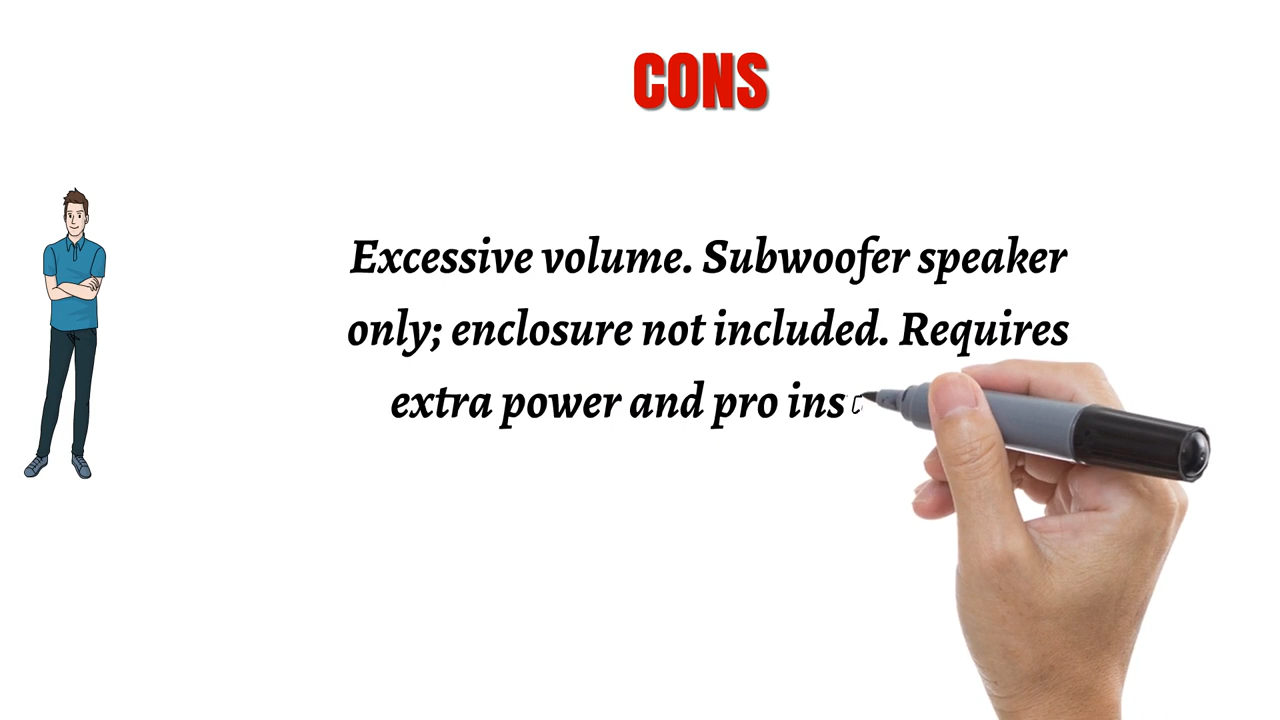 CONS
Excessive volume. Subwoofer speaker
only; enclosure not included. Requires
extra power and pro ins